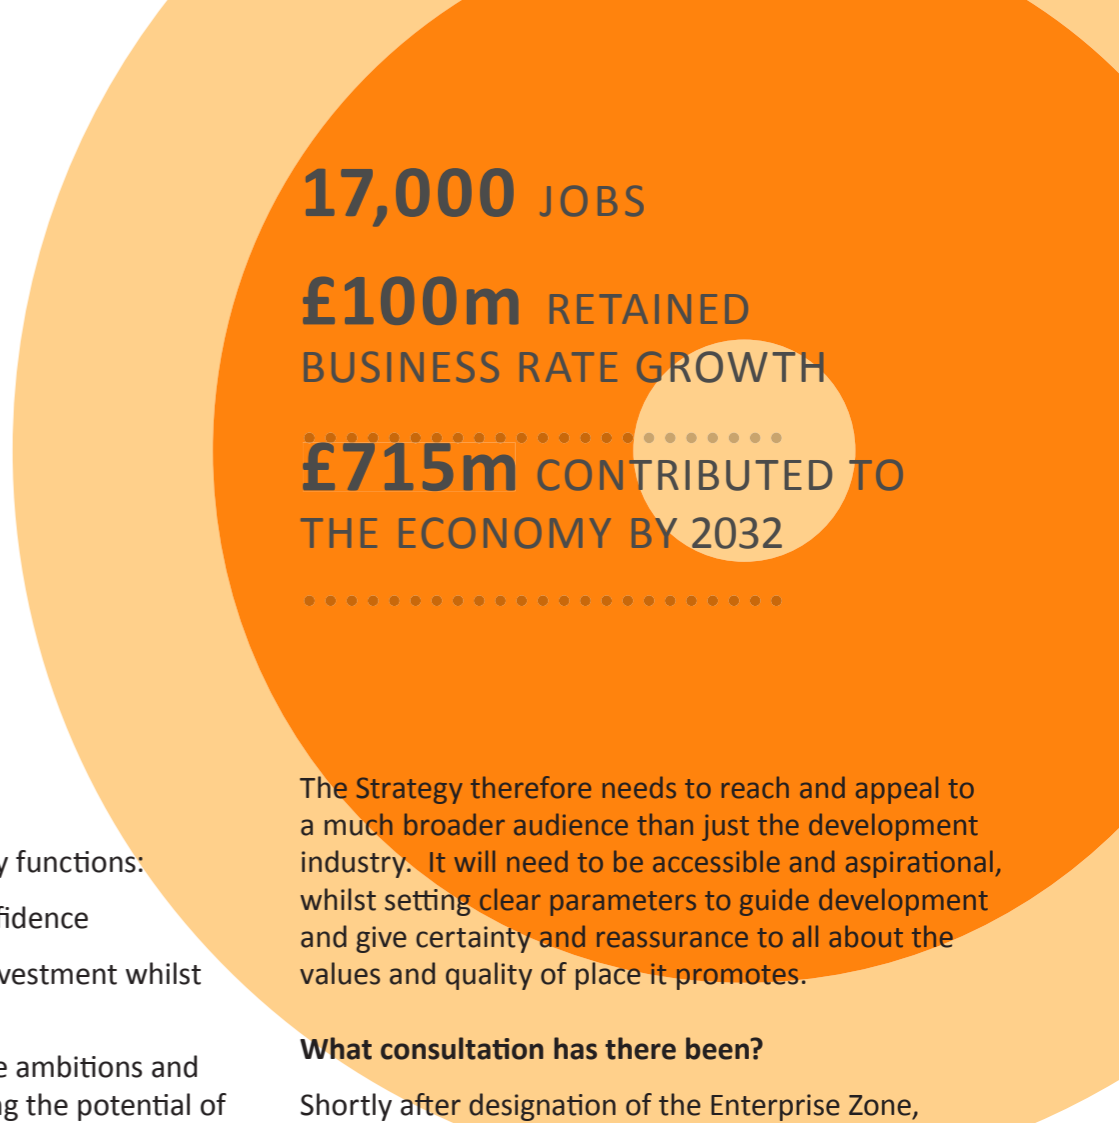 17,000 JOBS
£100m RETAINED
BUSINESS RATE GROWTH
£715m CONTRIBUTED TO
THE ECONOMY BY 2032
functions:
investment whilst
ambitions and
the potential of
The Strategy therefore needs to reach and appeal to
a much broader audience than just the development
industry. It will need to be accessible and aspirational,
whilst setting clear parameters to guide development
and give certainty and reassurance to all about the
values and quality of place it promotes.
What consultation has there been?
Shortly after designation of the Enterprise Zone,